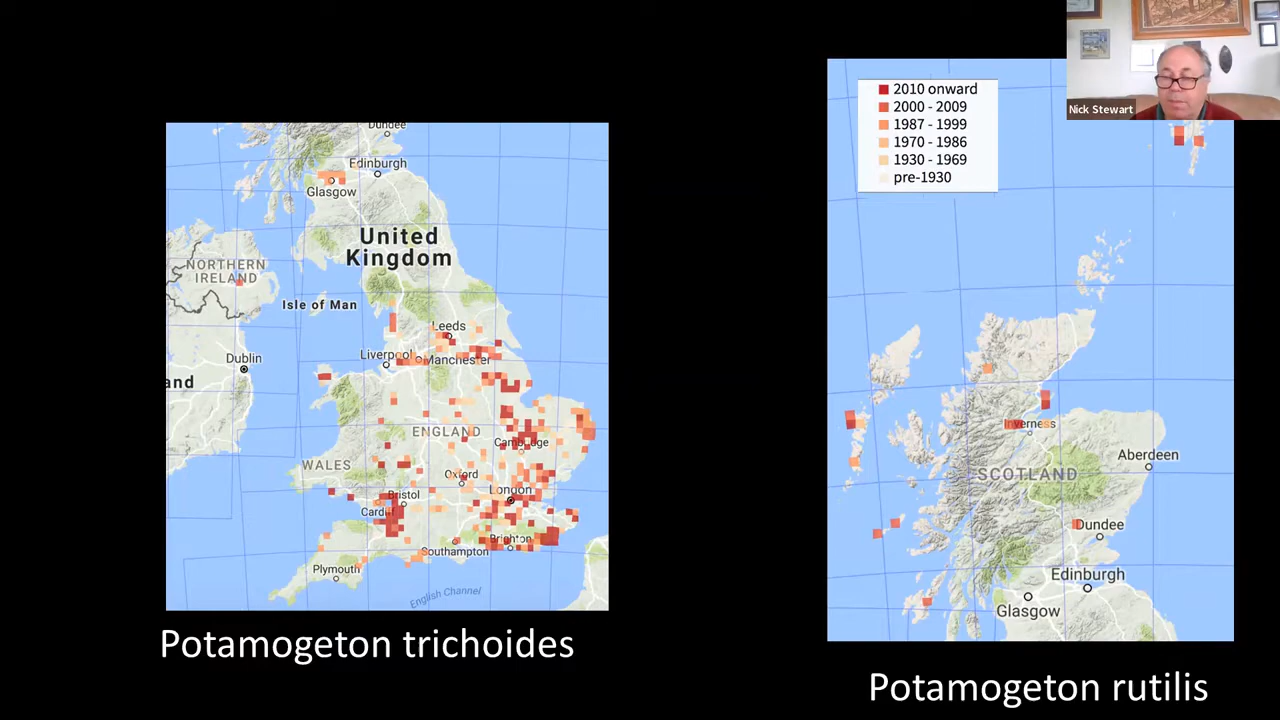 Nick Stewart
Dundee
Edinburgh
Glasgow
United
Kingdom
NORTHERN
IRELAND
Isle of Man
Leeds
Liverpool
Manchester
Dublin
and
ENGLAND
Cambridge
WALES
Oxford
London
Bristol
Cardiff
Brighton
Southampton
Plymouth
English Channel
Potamogeton trichoides
2010 onward
2000 - 2009
1987 - 1999
1970 - 1986
1930 - 1969
pre-1930
Inverness
Aberdeen
SCOTLAND
Dundee
Edinburgh
Glasgow
Potamogeton rutilis